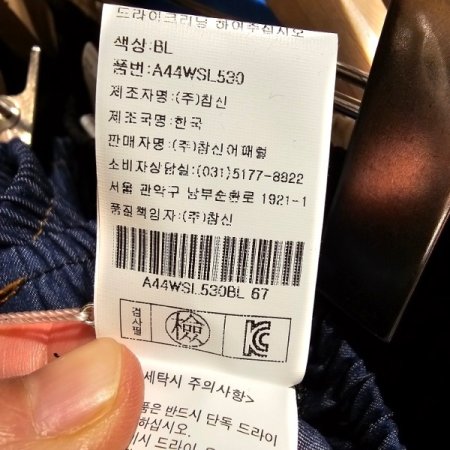 드라이크리닝 하여주십시오
색상:BL
품번:A44WSL530
제조자명:(주)참신
제조국명:한국
판매자명:(주)참신어패럴
소비자상담실:(031)5177-8822
서울 관악구 남부순환로 1921-1
품질책임자:(주)참신
A44WSL530BL 67
검사필 檢 KC
세탁시 주의사항>
품은 반드시 단독 드라이
하십시오.
시 드라이